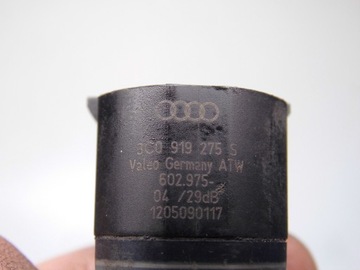 3C0 919 275 S
Valeo Germany ATW
602.975-
04 /29dB
1205090117